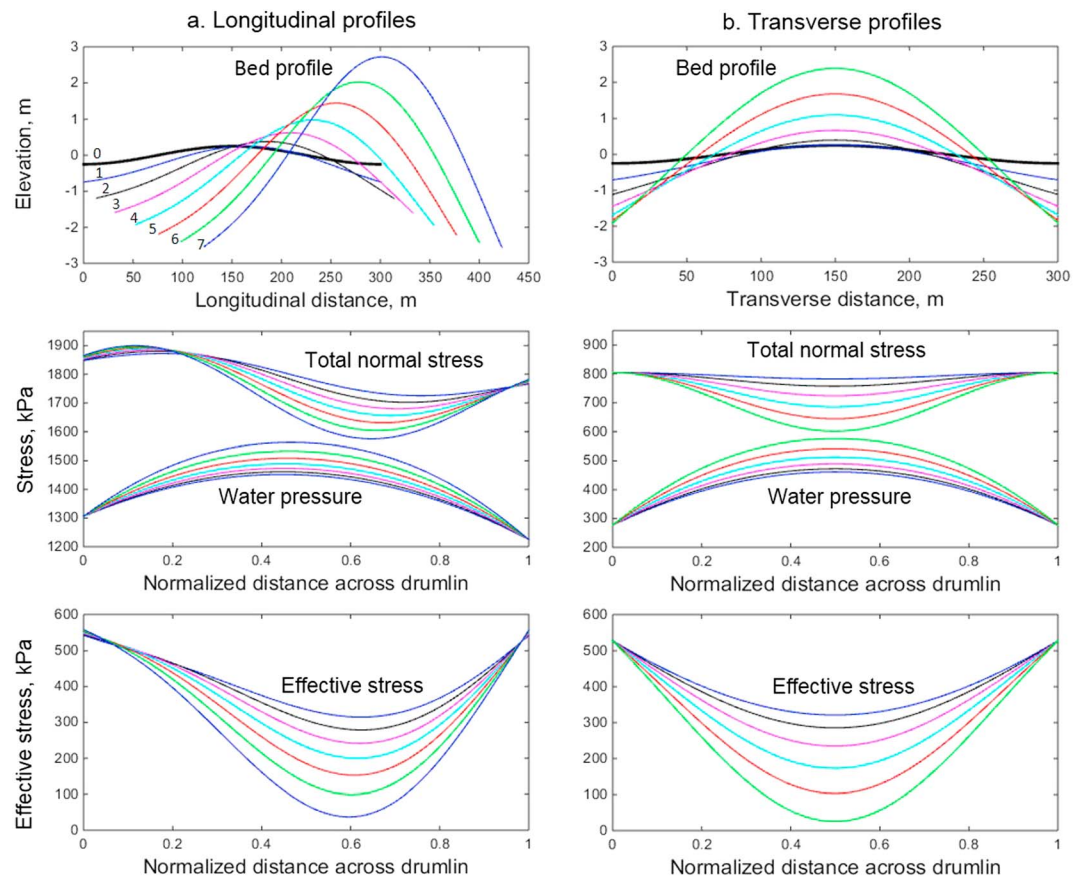 a. Longitudinal profiles
b. Transverse profiles
Bed profile
Elevation, m
3
2
1
0
-1
-2
-3
0
1
2
3
4
5
6
7
0 50 100 150 200 250 300 350 400 450
Longitudinal distance, m
Bed profile
3
2
1
0
-1
-2
-3
0 50 100 150 200 250 300
Transverse distance, m
Total normal stress
Water pressure
Stress, kPa
1900
1800
1700
1600
1500
1400
1300
1200
0 0.2 0.4 0.6 0.8 1
Normalized distance across drumlin
Total normal stress
Water pressure
900
800
700
600
500
400
300
200
0 0.2 0.4 0.6 0.8 1
Normalized distance across drumlin
Effective stress
Effective stress, kPa
600
500
400
300
200
100
0
0 0.2 0.4 0.6 0.8 1
Normalized distance across drumlin
Effective stress
600
500
400
300
200
100
0
0 0.2 0.4 0.6 0.8 1
Normalized distance across drumlin